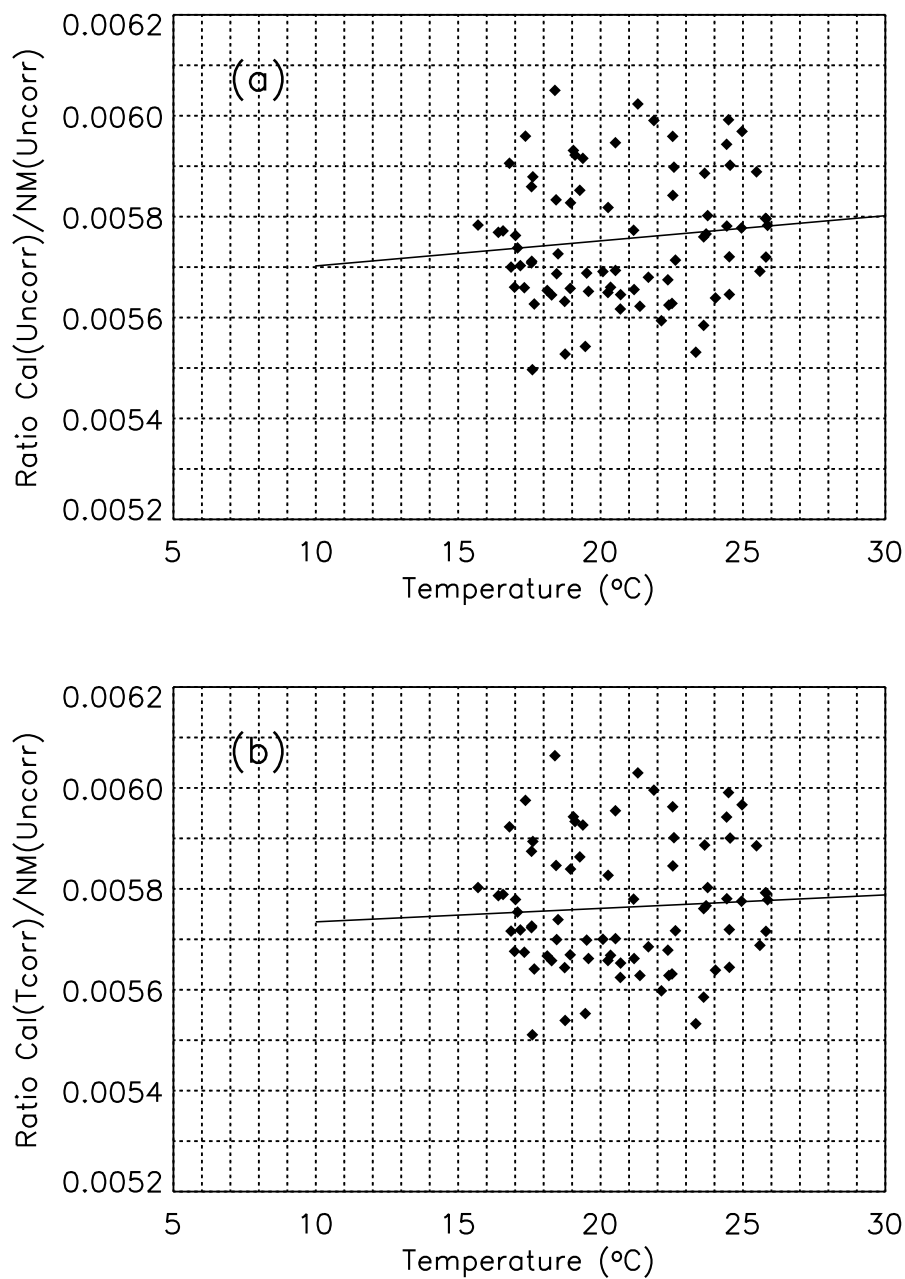 0.0062
(a)
0.0060
0.0058
0.0056
0.0054
0.0052
Ratio Cal(Uncorr)/NM(Uncorr)
5 10 15 20 25 30
Temperature (°C)
0.0062
(b)
0.0060
0.0058
0.0056
0.0054
0.0052
Ratio Cal(Tcorr)/NM(Uncorr)
5 10 15 20 25 30
Temperature (°C)